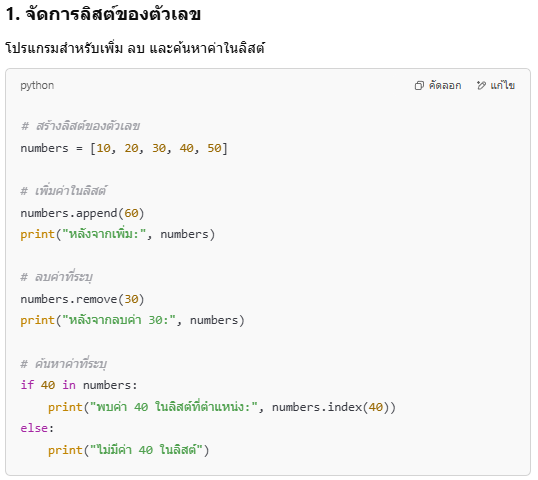 1. จัดการลิสต์ของตัวเลข
โปรแกรมสำหรับเพิ่ม ลบ และค้นหาค่าในลิสต์
python คัดลอก แก้ไข
# สร้างลิสต์ของตัวเลข
numbers = [10, 20, 30, 40, 50]
# เพิ่มค่าในลิสต์
numbers.append(60)
print("หลังจากเพิ่ม:", numbers)
# ลบค่าที่ระบุ
numbers.remove(30)
print("หลังจากลบค่า 30:", numbers)
# ค้นหาค่าที่ระบุ
if 40 in numbers:
    print("พบค่า 40 ในลิสต์ที่ตำแหน่ง:", numbers.index(40))
else:
    print("ไม่มีค่า 40 ในลิสต์")